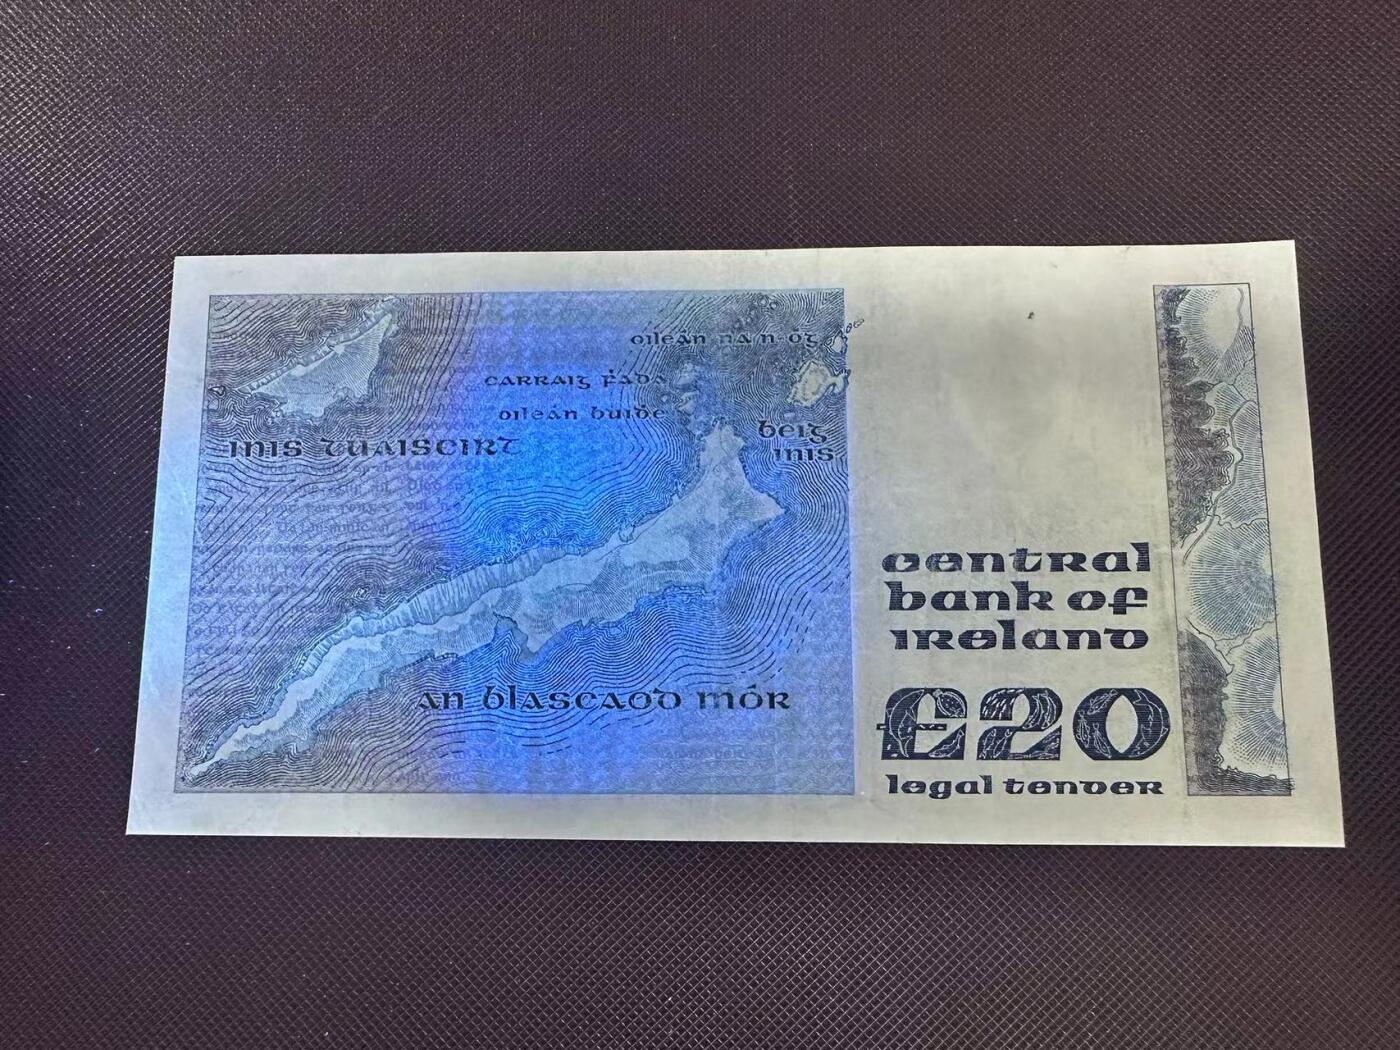 oileán na n-óg
carraig fada
oileán buiḋe
beig
inis
inis tuaiscirt
an blascaod mór
central
bank of
ireland
£20
legal tender